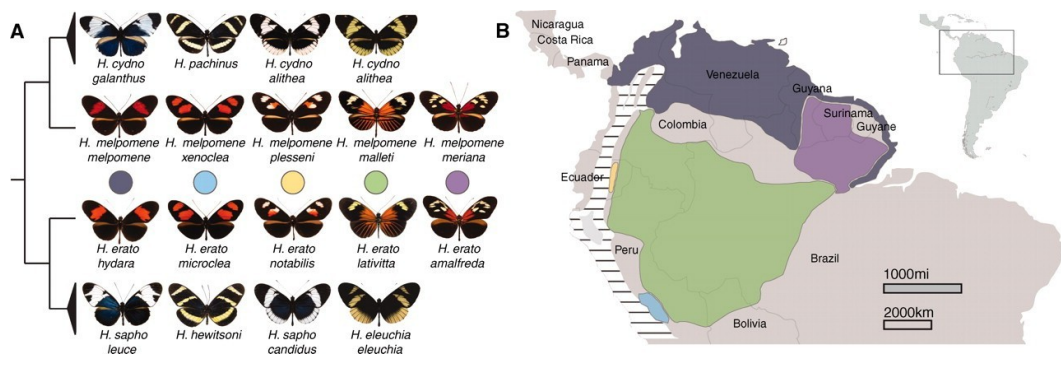 A
H. cydno
galanthus
H. pachinus
H. cydno
alithea
H. cydno
alithea
H. melpomene
melpomene
H. melpomene
xenoclea
H. melpomene
plesseni
H. melpomene
malleti
H. melpomene
meriana
H. erato
hydara
H. erato
microclea
H. erato
notabilis
H. erato
lativitta
H. erato
amalfreda
H. sapho
leuce
H. hewitsoni
H. sapho
candidus
H. eleuchia
eleuchia
B
Nicaragua
Costa Rica
Panama
Venezuela
Guyana
Surinama
Guyane
Colombia
Ecuador
Peru
Brazil
Bolivia
1000mi
2000km